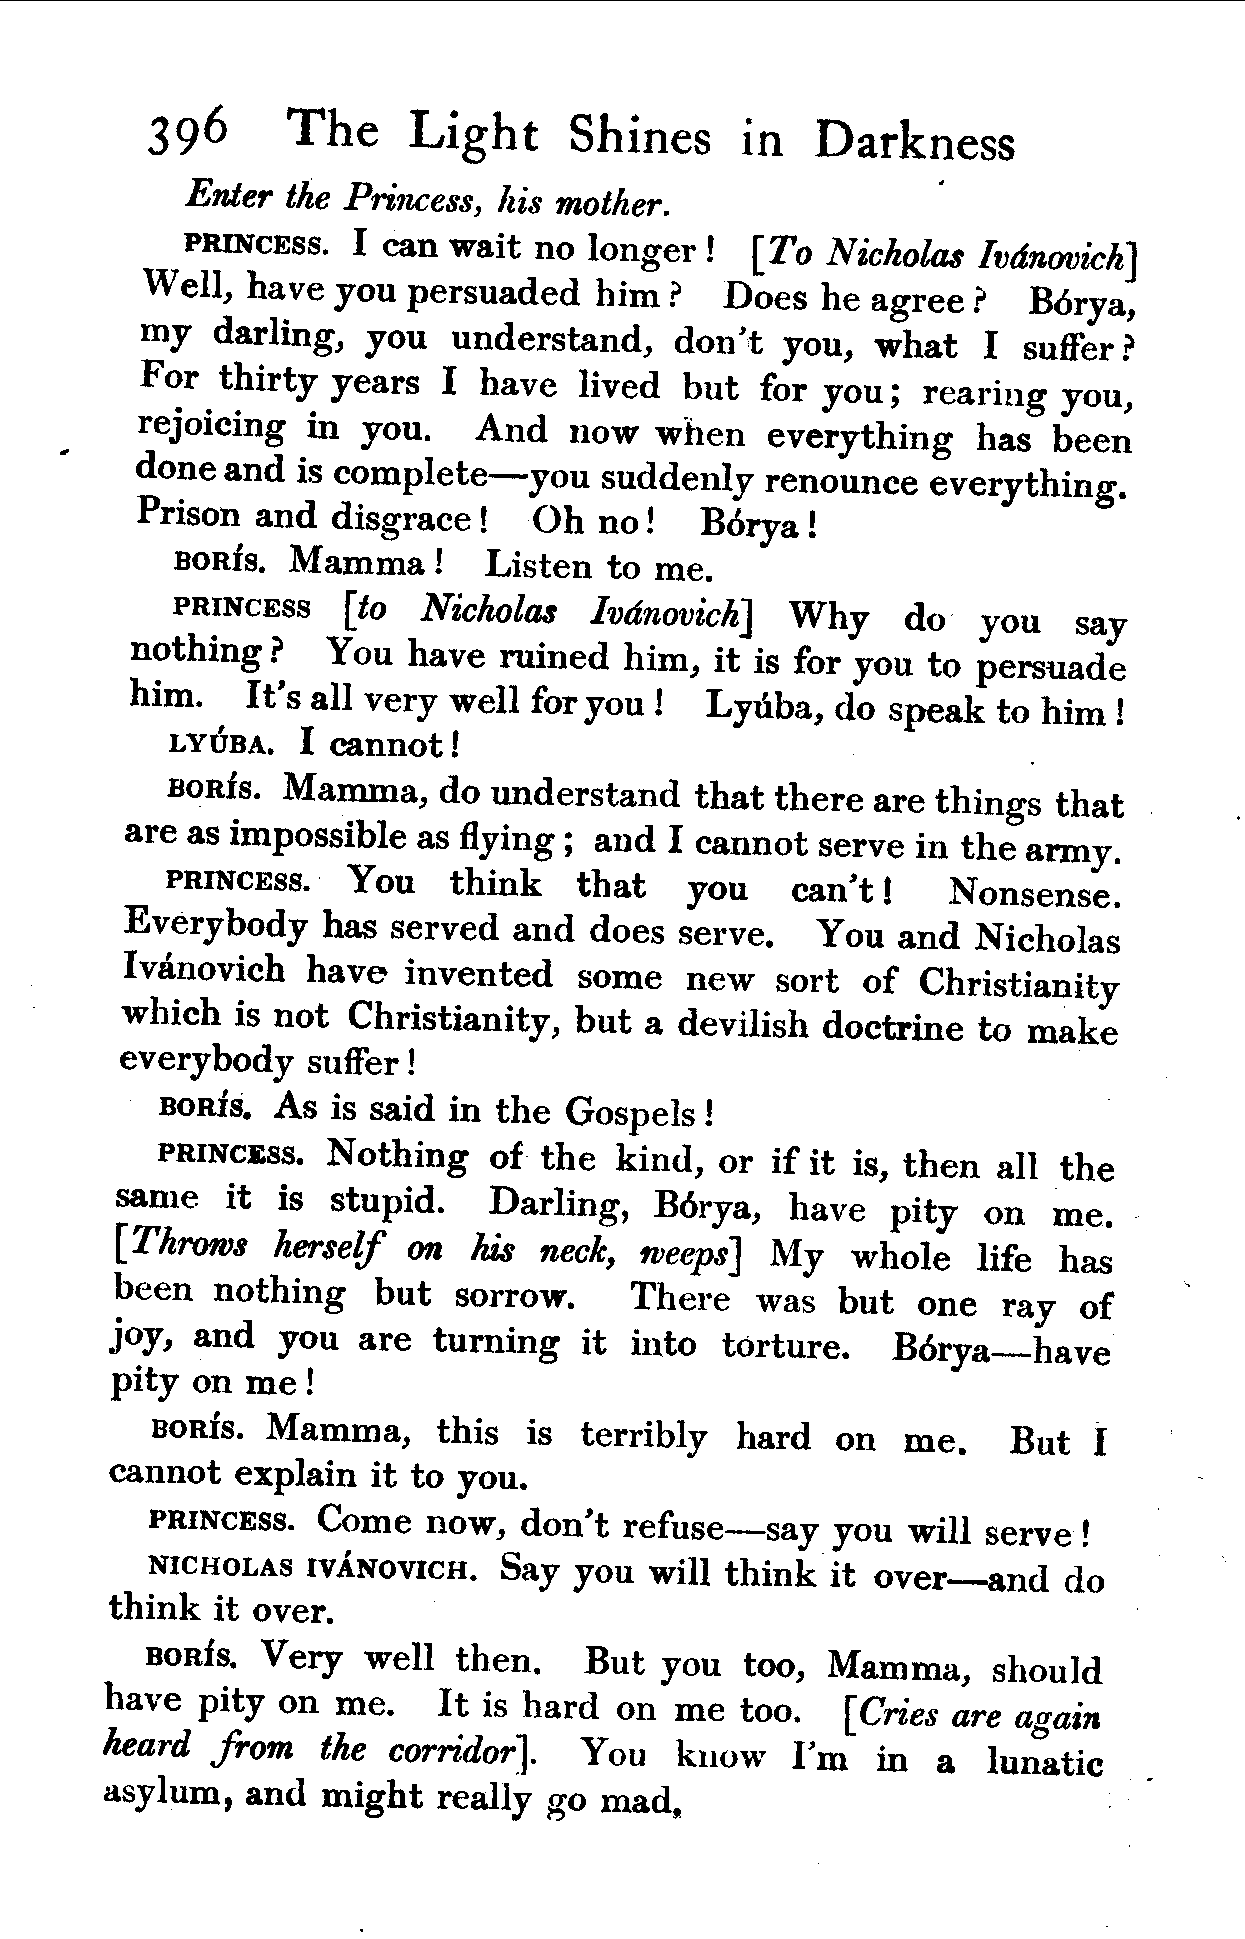 396 The Light Shines in Darkness
Enter the Princess, his mother.
PRINCESS. I can wait no longer! [To Nicholas Ivánovich]
Well, have you persuaded him? Does he agree? Bórya,
my darling, you understand, don't you, what I suffer?
For thirty years I have lived but for you; rearing you,
rejoicing in you. And now when everything has been
done and is complete—you suddenly renounce everything.
Prison and disgrace! Oh no! Bórya!
BORÍS. Mamma! Listen to me.
PRINCESS [to Nicholas Ivánovich] Why do you say
nothing? You have ruined him, it is for you to persuade
him. It's all very well for you! Lyúba, do speak to him!
LYÚBA. I cannot!
BORÍS. Mamma, do understand that there are things that
are as impossible as flying; and I cannot serve in the army.
PRINCESS. You think that you can't! Nonsense.
Everybody has served and does serve. You and Nicholas
Ivánovich have invented some new sort of Christianity
which is not Christianity, but a devilish doctrine to make
everybody suffer!
BORÍS. As is said in the Gospels!
PRINCESS. Nothing of the kind, or if it is, then all the
same it is stupid. Darling, Bórya, have pity on me.
[Throws herself on his neck, weeps] My whole life has
been nothing but sorrow. There was but one ray of
joy, and you are turning it into torture. Bórya—have
pity on me!
BORÍS. Mamma, this is terribly hard on me. But I
cannot explain it to you.
PRINCESS. Come now, don't refuse—say you will serve!
NICHOLAS IVÁNOVICH. Say you will think it over—and do
think it over.
BORÍS. Very well then. But you too, Mamma, should
have pity on me. It is hard on me too. [Cries are again
heard from the corridor]. You know I'm in a lunatic
asylum, and might really go mad.